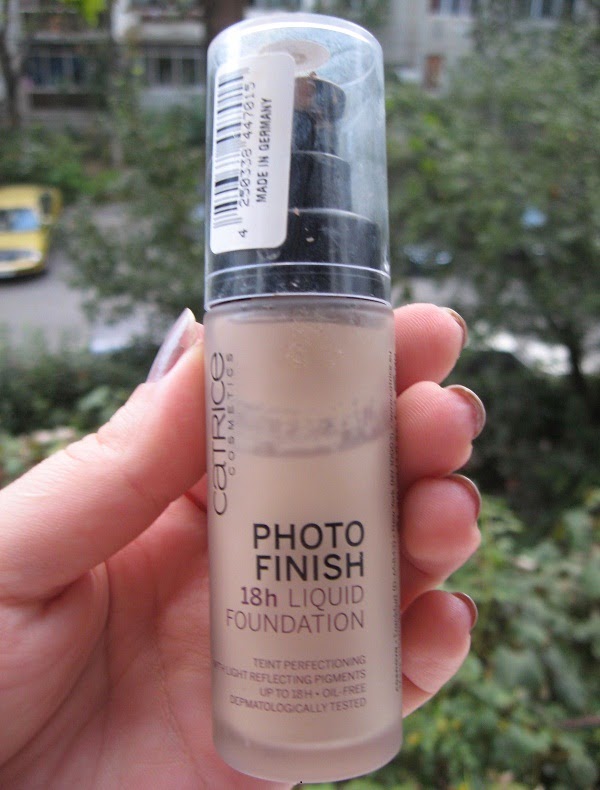 4 250338 447015
MADE IN GERMANY
CATRICE
COSMETICS
PHOTO
FINISH
18h LIQUID
FOUNDATION
TEINT PERFECTIONING
LIGHT REFLECTING PIGMENTS
UP TO 18H • OIL-FREE
DERMATOLOGICALLY TESTED